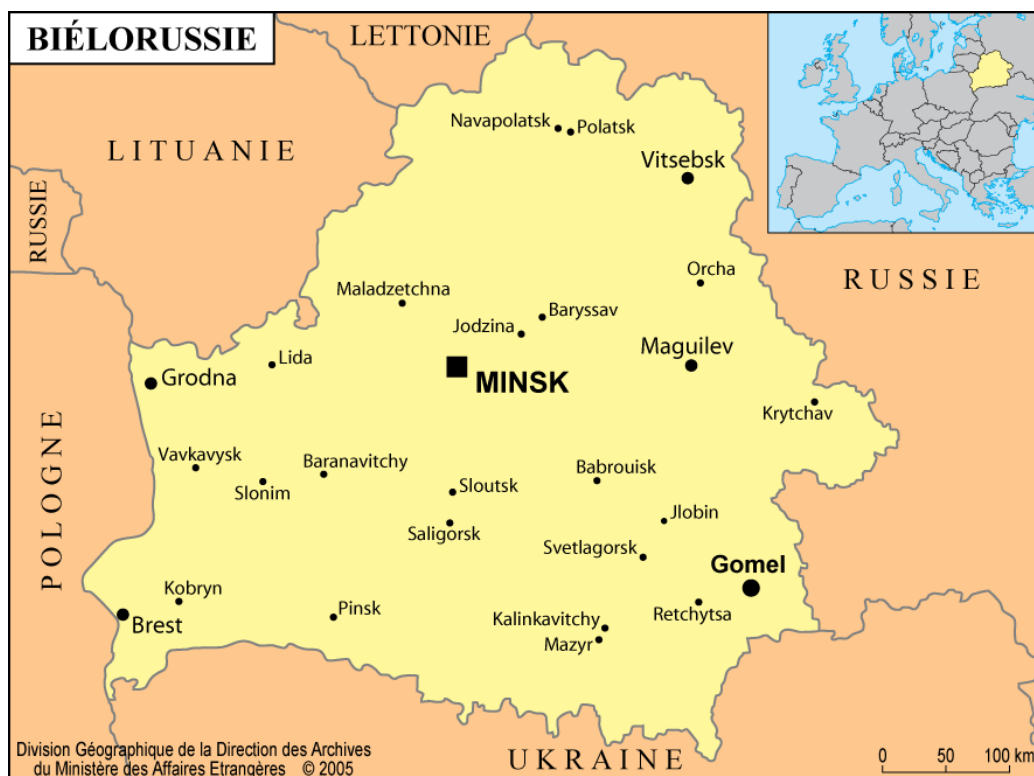 BIÉLORUSSIE
LETTONIE
LITUANIE
RUSSIE
RUSSIE
POLOGNE
UKRAINE
Navapolatsk
Polatsk
Vitsebsk
Orcha
Maladzetchna
Baryssav
Jodzina
Lida
Grodna
MINSK
Maguilev
Krytchav
Vavkavysk
Slonim
Baranavitchy
Sloutsk
Babrouisk
Saligorsk
Jlobin
Svetlagorsk
Gomel
Kobryn
Brest
Pinsk
Kalinkavitchy
Mazyr
Retchytsa
Division Géographique de la Direction des Archives
du Ministère des Affaires Etrangères © 2005
0 50 100 km